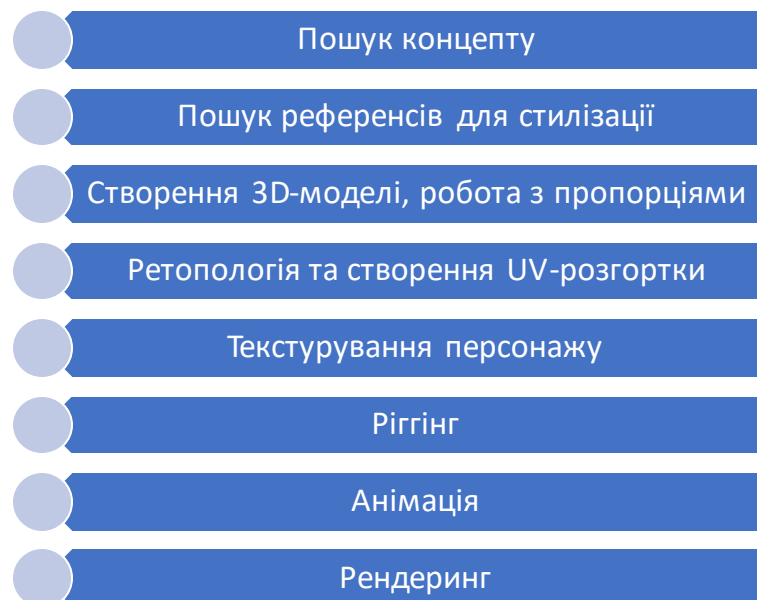 Пошук концепту
Пошук референсів для стилізації
Створення 3D-моделі, робота з пропорціями
Ретопологія та створення UV-розгортки
Текстурування персонажу
Ріггінг
Анімація
Рендеринг